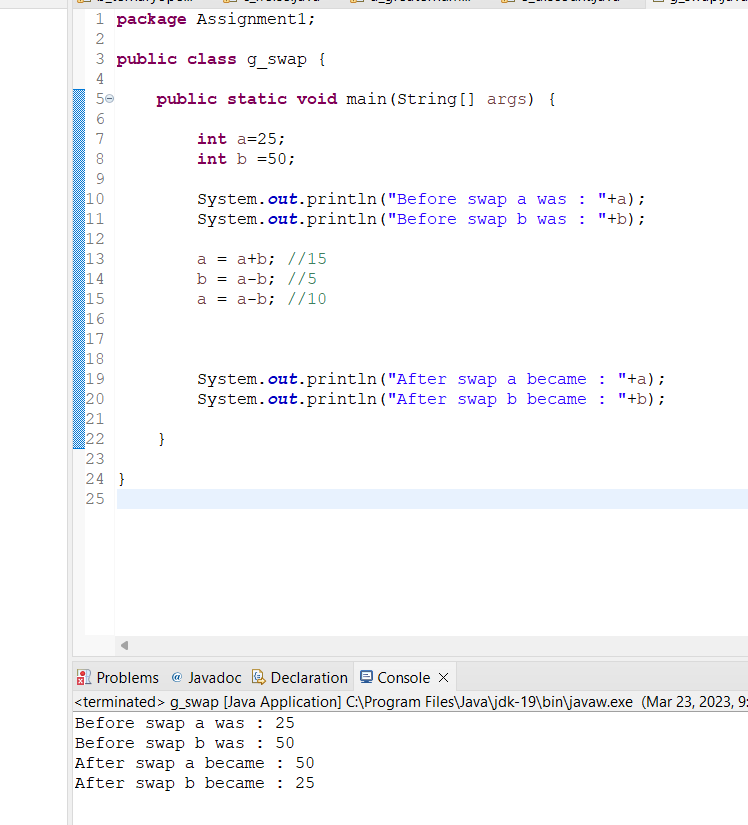 1 package Assignment1;
2
3 public class g_swap {
4
5 public static void main(String[] args) {
6
7 int a=25;
8 int b =50;
9
10 System.out.println("Before swap a was : "+a);
11 System.out.println("Before swap b was : "+b);
12
13 a = a+b; //15
14 b = a-b; //5
15 a = a-b; //10
16
17
18
19 System.out.println("After swap a became : "+a);
20 System.out.println("After swap b became : "+b);
21
22 }
23
24 }
25
Problems @ Javadoc Declaration Console
<terminated> g_swap [Java Application] C:\Program Files\Java\jdk-19\bin\javaw.exe (Mar 23, 2023, 9:
Before swap a was : 25
Before swap b was : 50
After swap a became : 50
After swap b became : 25